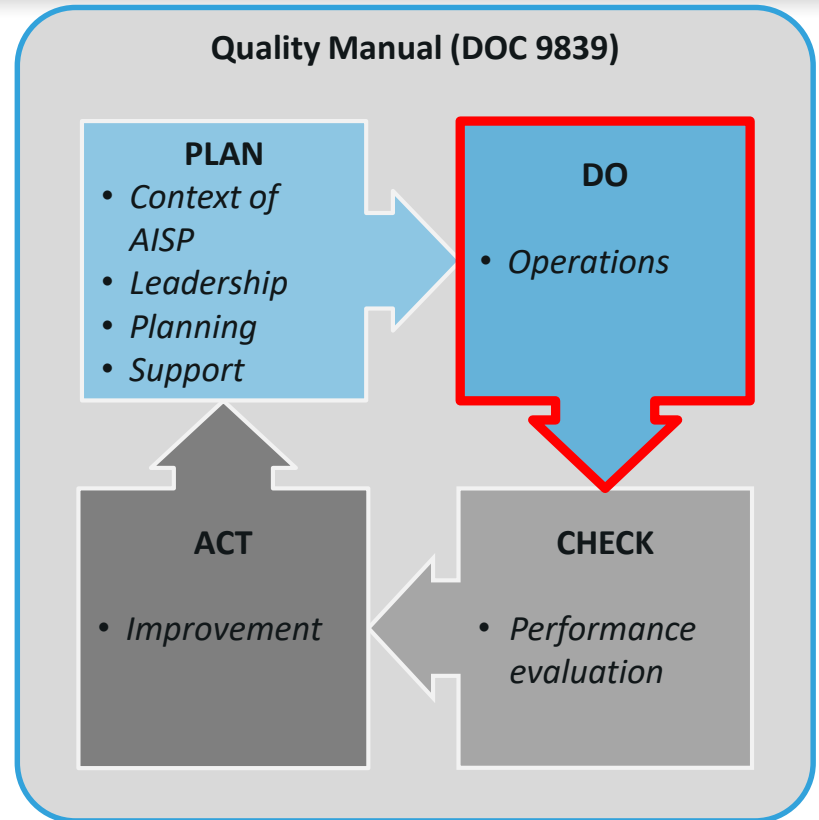 Quality Manual (DOC 9839)
PLAN
• Context of
AISP
• Leadership
• Planning
• Support
DO
• Operations
ACT
• Improvement
CHECK
• Performance
evaluation